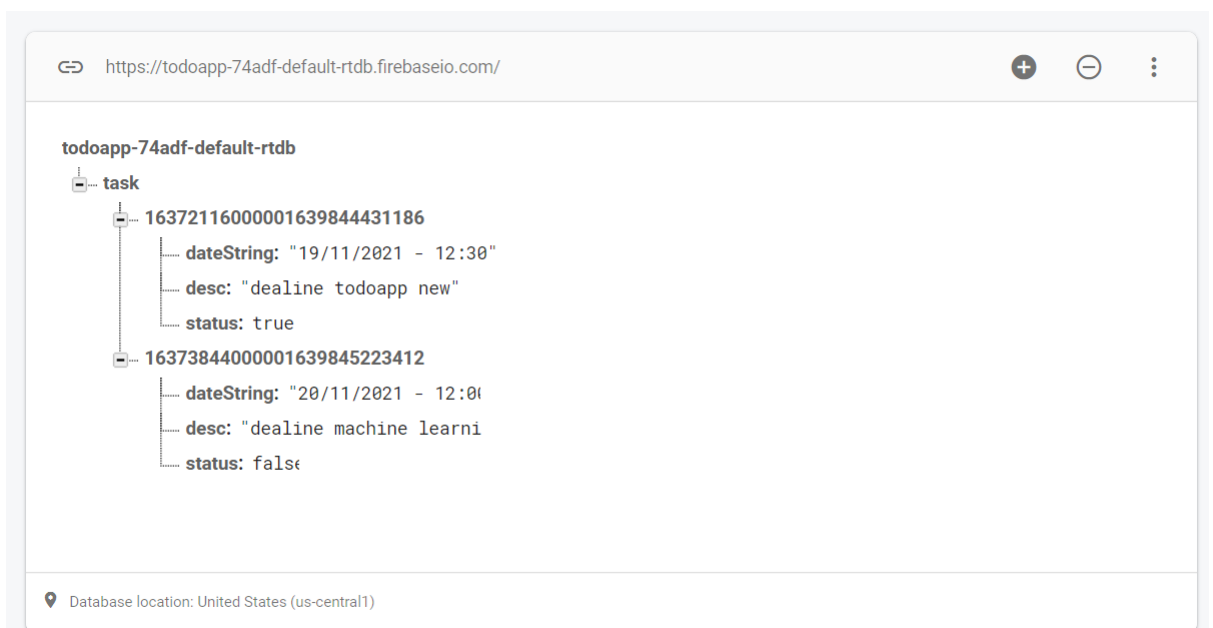 https://todoapp-74adf-default-rtdb.firebaseio.com/
todoapp-74adf-default-rtdb
task
16372116000001639844431186
dateString: "19/11/2021 - 12:30"
desc: "dealine todoapp new"
status: true
16373844000001639845223412
dateString: "20/11/2021 - 12:00
desc: "dealine machine learni
status: false
Database location: United States (us-central1)